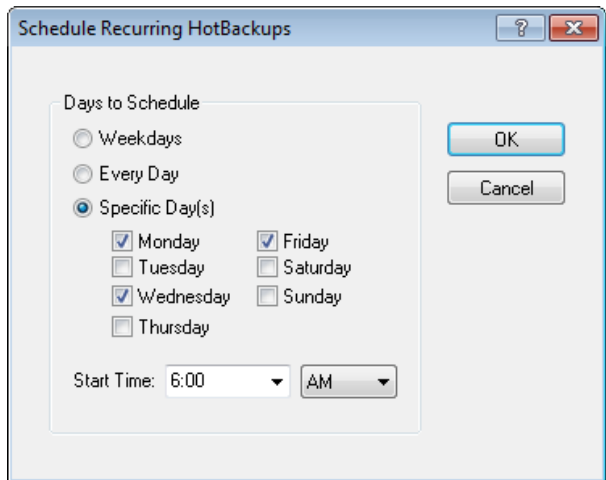 Schedule Recurring HotBackups
Days to Schedule
Weekdays
OK
Every Day
Cancel
Specific Day(s)
Monday Friday
Tuesday Saturday
Wednesday Sunday
Thursday
Start Time: 6:00 AM